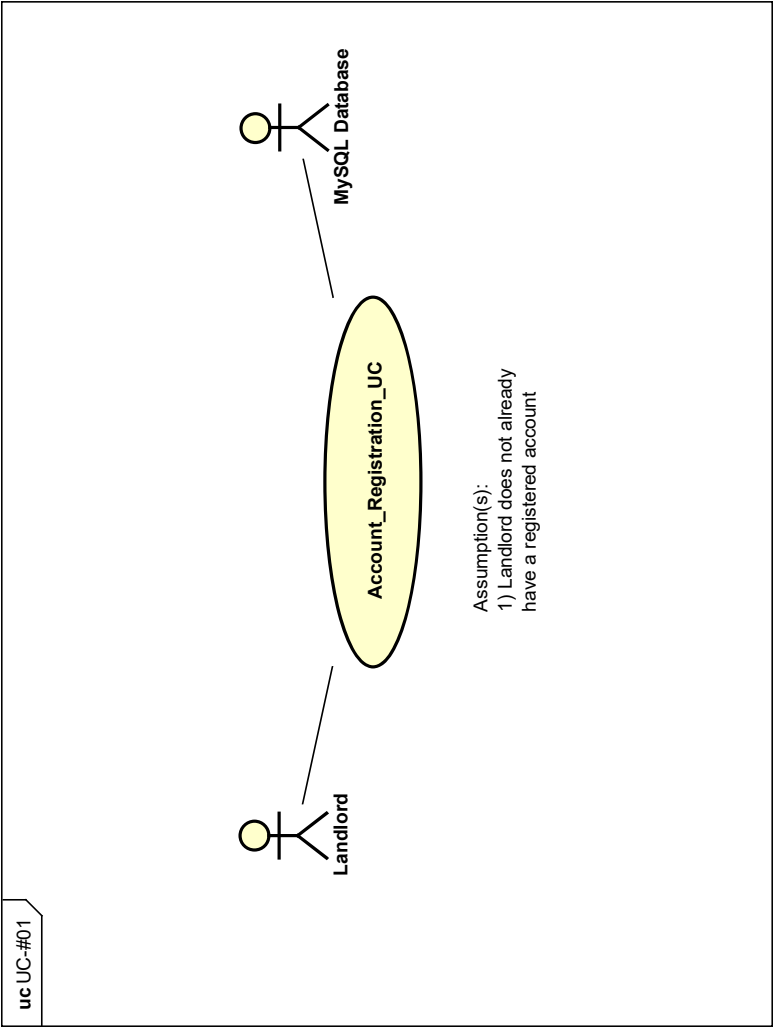 uc UC-#01
Landlord
Account_Registration_UC
MySQL Database
Assumption(s):
1) Landlord does not already
have a registered account